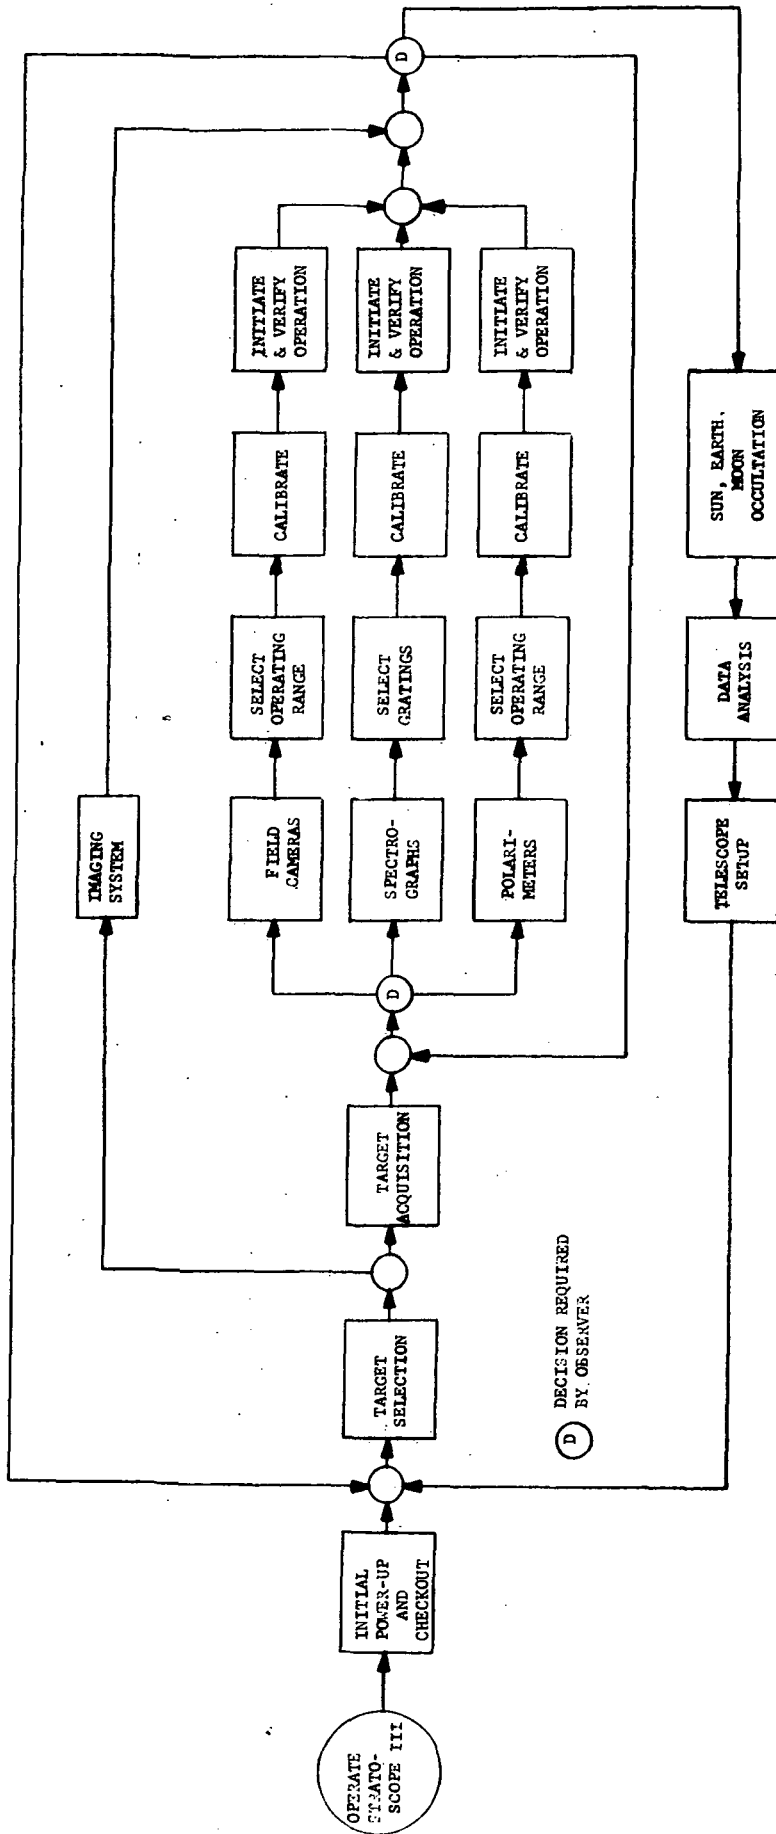 OPERATE
STRATO-
SCOPE III
INITIAL
POWER-UP
AND
CHECKOUT
TARGET
SELECTION
TARGET
ACQUISITION
IMAGING
SYSTEM
D
FIELD
CAMERAS
SELECT
OPERATING
RANGE
CALIBRATE
INITIATE
& VERIFY
OPERATION
SPECTRO-
GRAPHS
SELECT
GRATINGS
CALIBRATE
INITIATE
& VERIFY
OPERATION
POLARI-
METERS
SELECT
OPERATING
RANGE
CALIBRATE
INITIATE
& VERIFY
OPERATION
D
SUN, EARTH,
MOON
OCCULTATION
DATA
ANALYSIS
TELESCOPE
SETUP
D DECISION REQUIRED
BY OBSERVER